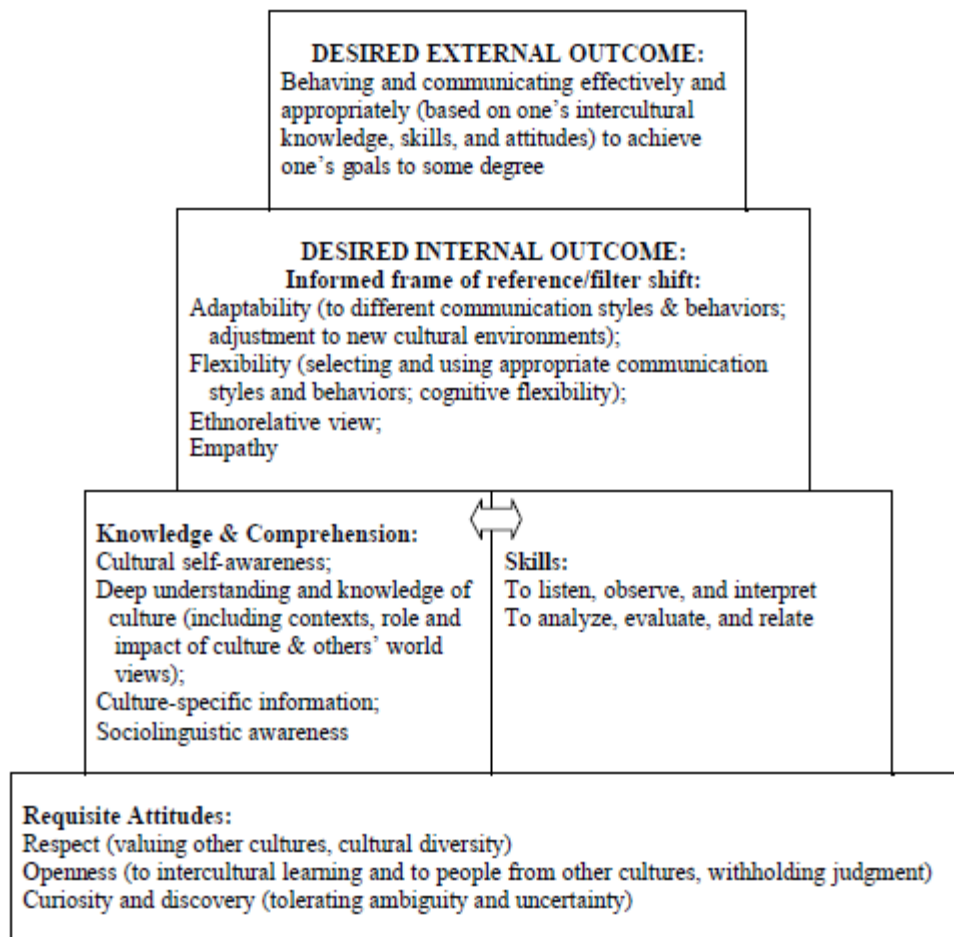 DESIRED EXTERNAL OUTCOME:
Behaving and communicating effectively and
appropriately (based on one’s intercultural
knowledge, skills, and attitudes) to achieve
one’s goals to some degree
DESIRED INTERNAL OUTCOME:
Informed frame of reference/filter shift:
Adaptability (to different communication styles & behaviors;
adjustment to new cultural environments);
Flexibility (selecting and using appropriate communication
styles and behaviors; cognitive flexibility);
Ethnorelative view;
Empathy
Knowledge & Comprehension:
Cultural self-awareness;
Deep understanding and knowledge of
culture (including contexts, role and
impact of culture & others’ world
views);
Culture-specific information;
Sociolinguistic awareness
Skills:
To listen, observe, and interpret
To analyze, evaluate, and relate
Requisite Attitudes:
Respect (valuing other cultures, cultural diversity)
Openness (to intercultural learning and to people from other cultures, withholding judgment)
Curiosity and discovery (tolerating ambiguity and uncertainty)